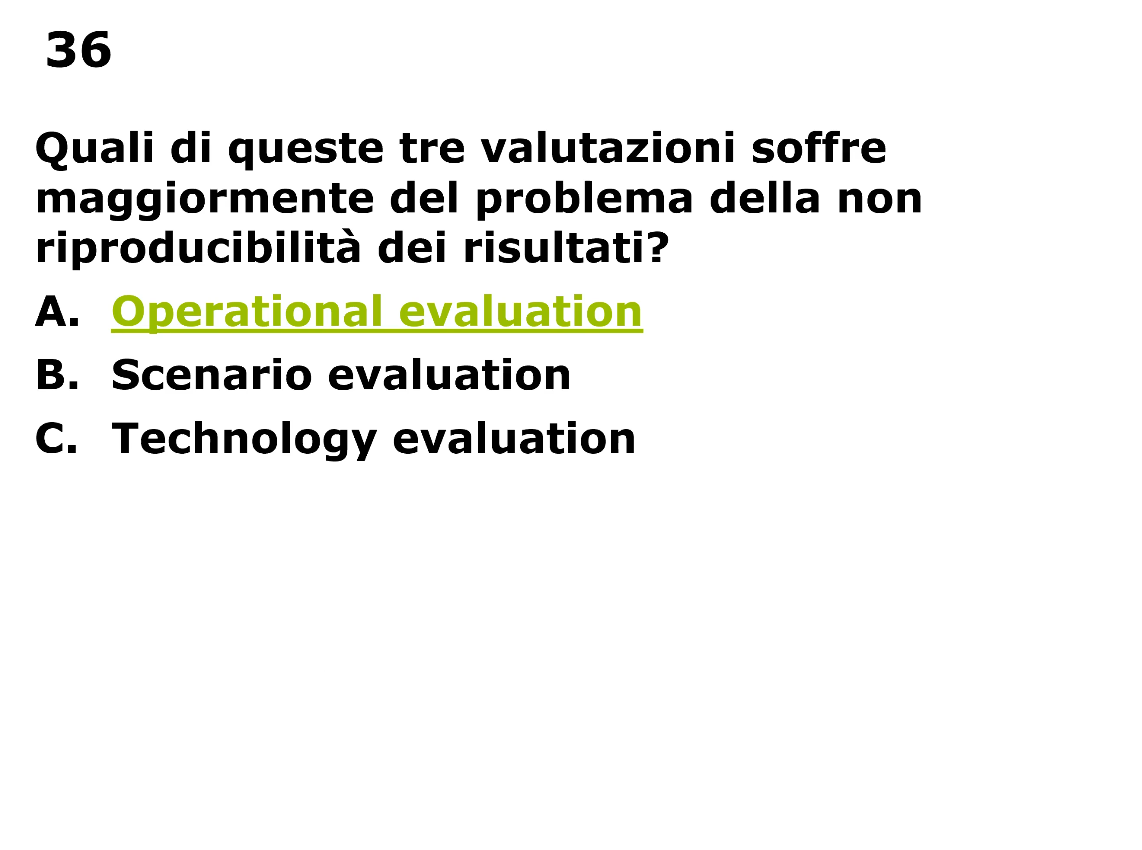 36
Quali di queste tre valutazioni soffre
maggiormente del problema della non
riproducibilità dei risultati?
A. Operational evaluation
B. Scenario evaluation
C. Technology evaluation